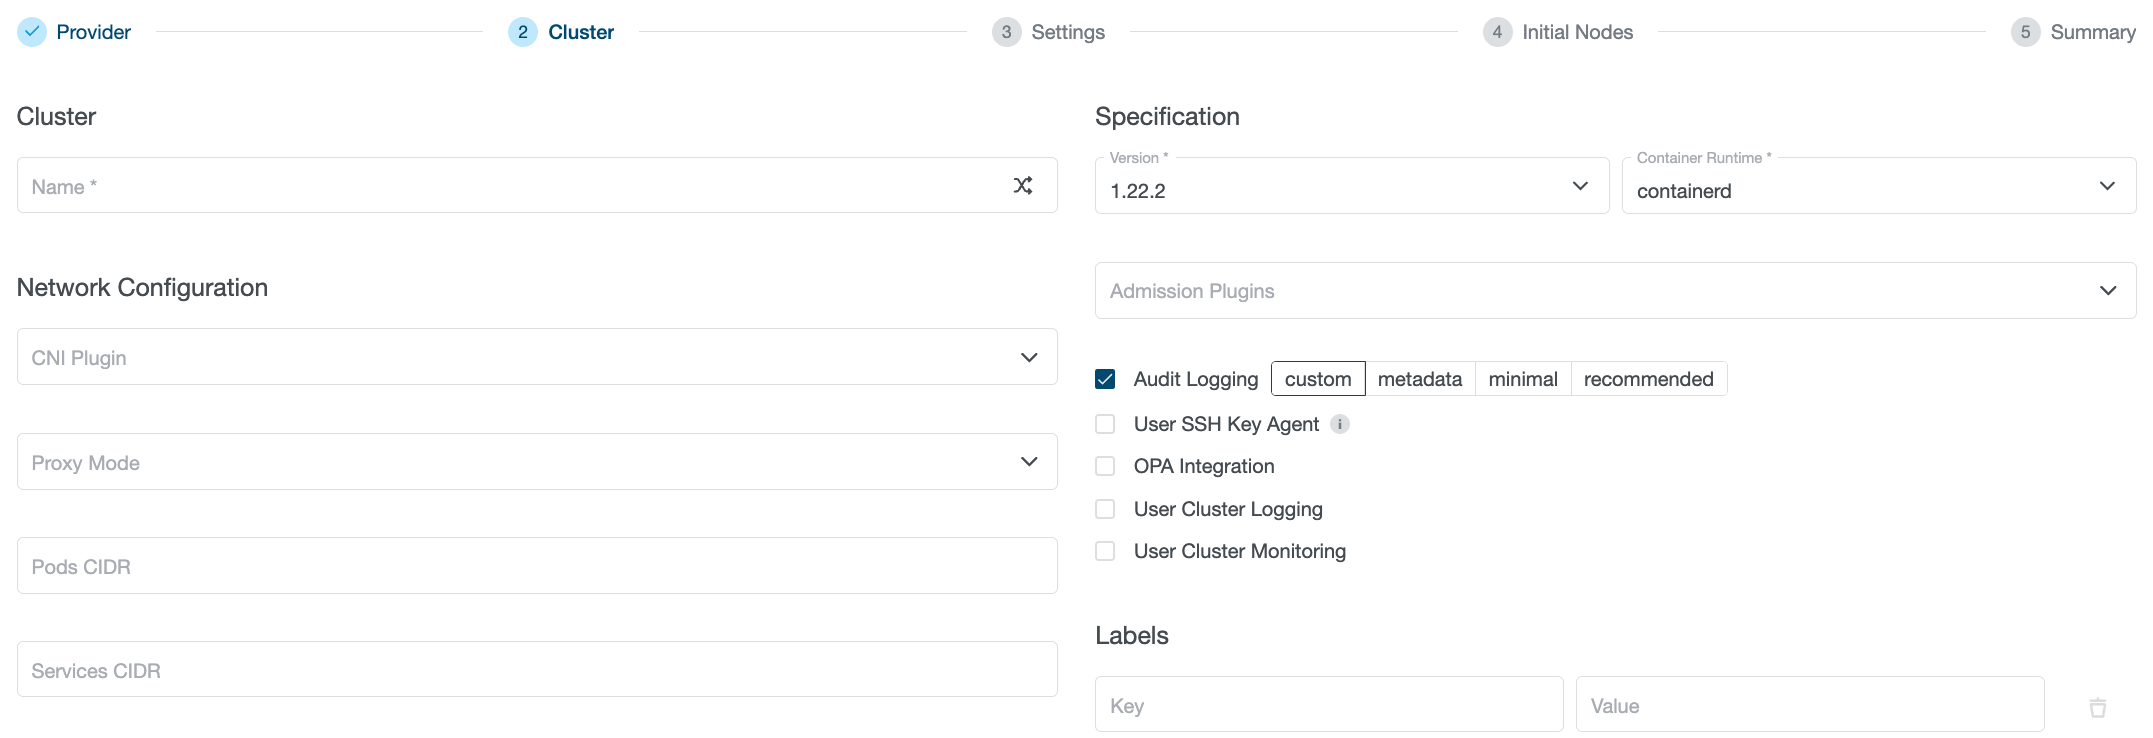 Provider
2 Cluster
3 Settings
4 Initial Nodes
5 Summary
Cluster
Name *
Network Configuration
CNI Plugin
Proxy Mode
Pods CIDR
Services CIDR
Specification
Version *
1.22.2
Container Runtime *
containerd
Admission Plugins
Audit Logging custom metadata minimal recommended
User SSH Key Agent i
OPA Integration
User Cluster Logging
User Cluster Monitoring
Labels
Key
Value